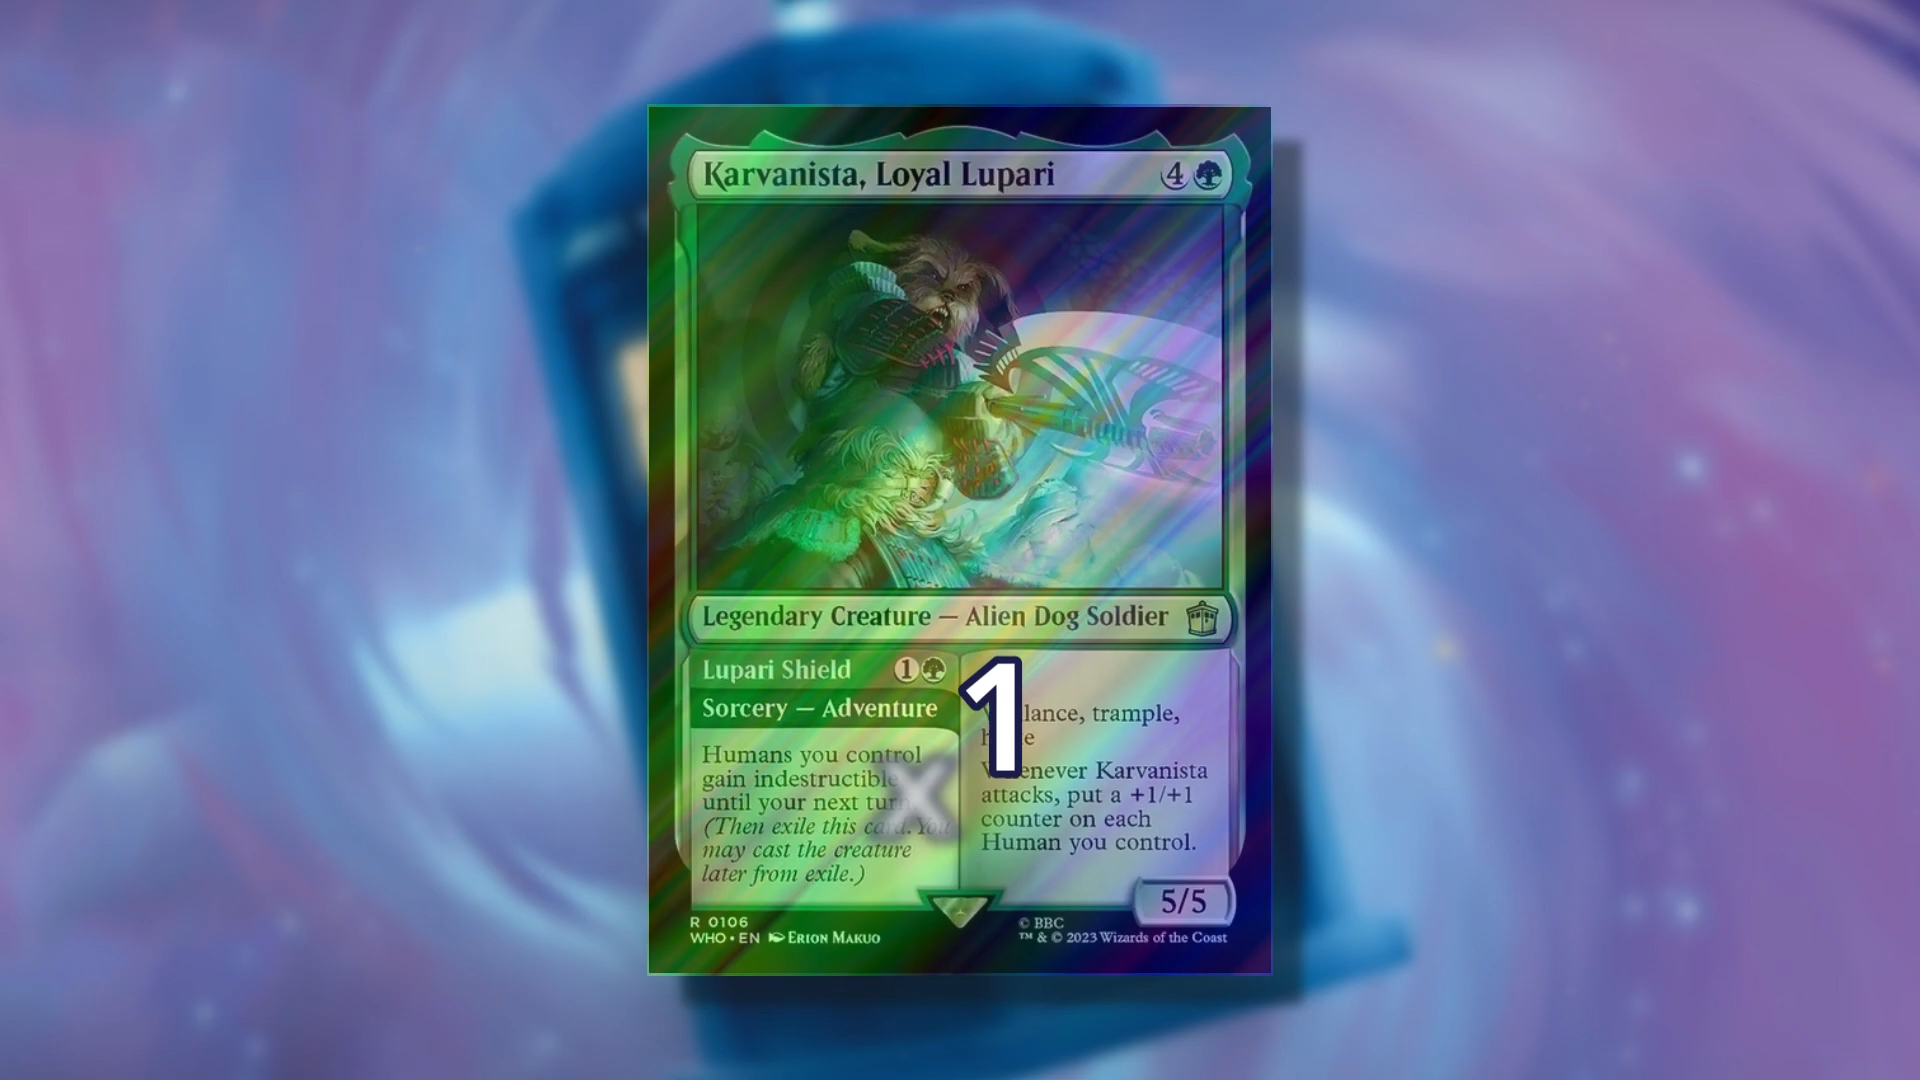 Karvanista, Loyal Lupari 4
Legendary Creature — Alien Dog Soldier
Lupari Shield 1
Sorcery — Adventure
Humans you control
gain indestructible
until your next turn
(Then exile this card. You
may cast the creature
later from exile.)
1
x
trample,
Karvanista
attacks, put a +1/+1
counter on each
Human you control.
5/5
R 0106
WHO • EN Erion Makuo
© BBC
™ & © 2023 Wizards of the Coast